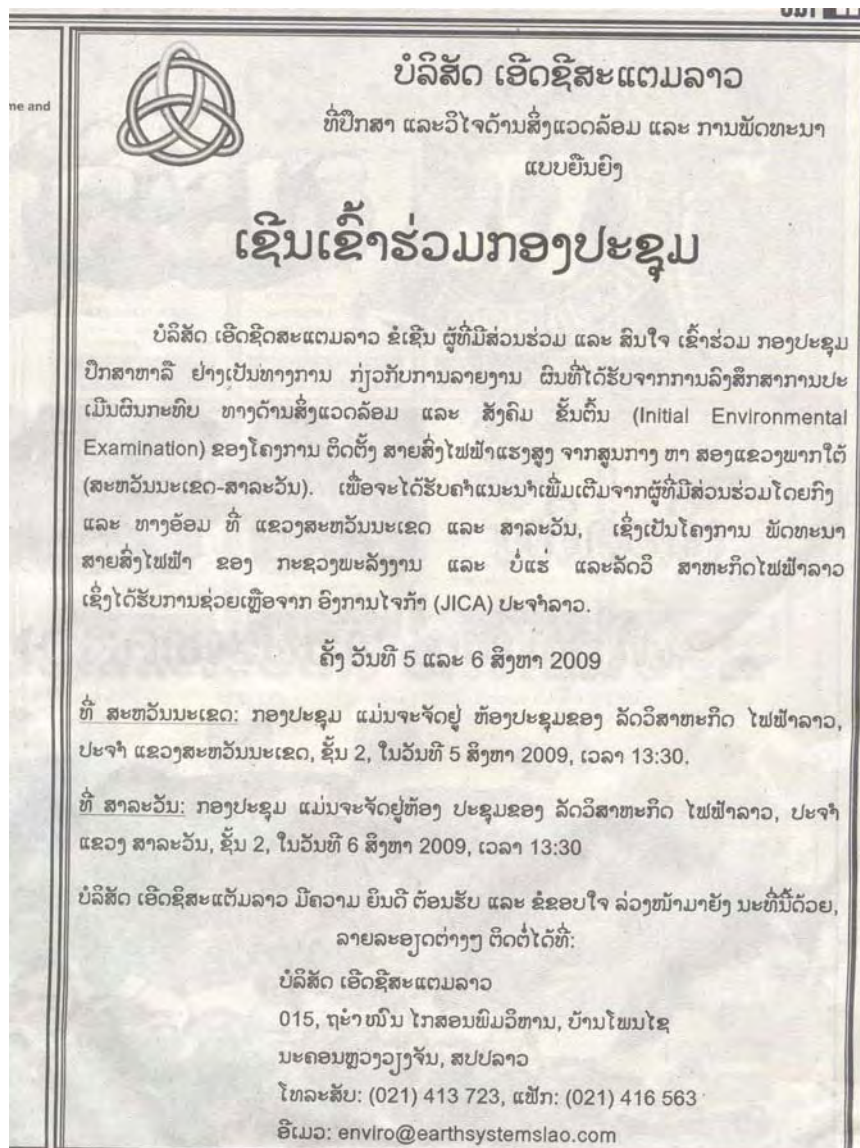 me and
ບໍລິສັດ ເອີດຊີສະແຕມລາວ
ທີ່ປຶກສາ ແລະວິໄຈດ້ານສິ່ງແວດລ້ອມ ແລະ ການພັດທະນາ
ແບບຍືນຍົງ
ເຊີນເຂົ້າຮ່ວມກອງປະຊຸມ
ບໍລິສັດ ເອີດຊິດສະແຕມລາວ ຂໍເຊີນ ຜູ້ທີ່ມີສ່ວນຮ່ວມ ແລະ ສົນໃຈ ເຂົ້າຮ່ວມ ກອງປະຊຸມ
ປຶກສາຫາລື ຢ່າງເປັນທາງການ ກ່ຽວກັບການລາຍງານ ຜົນທີ່ໄດ້ຮັບຈາກການລົງສຶກສາການປະ
ເມີນຜົນກະທົບ ທາງດ້ານສິ່ງແວດລ້ອມ ແລະ ສັງຄົມ ຂັ້ນຕົ້ນ (Initial Environmental
Examination) ຂອງໂຄງການ ຕິດຕັ້ງ ສາຍສົ່ງໄຟຟ້າແຮງສູງ ຈາກສູນກາງ ຫາ ສອງແຂວງພາກໃຕ້
(ສະຫວັນນະເຂດ-ສາລະວັນ). ເພື່ອຈະໄດ້ຮັບຄຳແນະນຳເພີ່ມເຕີມຈາກຜູ້ທີ່ມີສ່ວນຮ່ວມໂດຍກົງ
ແລະ ທາງອ້ອມ ທີ່ ແຂວງສະຫວັນນະເຂດ ແລະ ສາລະວັນ, ເຊິ່ງເປັນໂຄງການ ພັດທະນາ
ສາຍສົ່ງໄຟຟ້າ ຂອງ ກະຊວງພະລັງງານ ແລະ ບໍ່ແຮ່ ແລະລັດວິ ສາຫະກິດໄຟຟ້າລາວ
ເຊິ່ງໄດ້ຮັບການຊ່ວຍເຫຼືອຈາກ ອົງການໄຈກ້າ (JICA) ປະຈຳລາວ.
ຄັ້ງ ວັນທີ 5 ແລະ 6 ສິງຫາ 2009
ທີ່ ສະຫວັນນະເຂດ: ກອງປະຊຸມ ແມ່ນຈະຈັດຢູ່ ຫ້ອງປະຊຸມຂອງ ລັດວິສາຫະກິດ ໄຟຟ້າລາວ,
ປະຈຳ ແຂວງສະຫວັນນະເຂດ, ຊັ້ນ 2, ໃນວັນທີ 5 ສິງຫາ 2009, ເວລາ 13:30.
ທີ່ ສາລະວັນ: ກອງປະຊຸມ ແມ່ນຈະຈັດຢູ່ຫ້ອງ ປະຊຸມຂອງ ລັດວິສາຫະກິດ ໄຟຟ້າລາວ, ປະຈຳ
ແຂວງ ສາລະວັນ, ຊັ້ນ 2, ໃນວັນທີ 6 ສິງຫາ 2009, ເວລາ 13:30
ບໍລິສັດ ເອີດຊິສະແຕັມລາວ ມີຄວາມ ຍິນດີ ຕ້ອນຮັບ ແລະ ຂໍຂອບໃຈ ລ່ວງໜ້າມາຍັງ ນະທີ່ນີ້ດ້ວຍ,
ລາຍລະອຽດຕ່າງໆ ຕິດຕໍ່ໄດ້ທີ່:
ບໍລິສັດ ເອີດຊີສະແຕມລາວ
015, ຖະໜົນ ໄກສອນພົມວິຫານ, ບ້ານໂພນໄຊ
ນະຄອນຫຼວງວຽງຈັນ, ສປປລາວ
ໂທລະສັບ: (021) 413 723, ແຟັກ: (021) 416 563
ອີເມວ: enviro@earthsystemslao.com